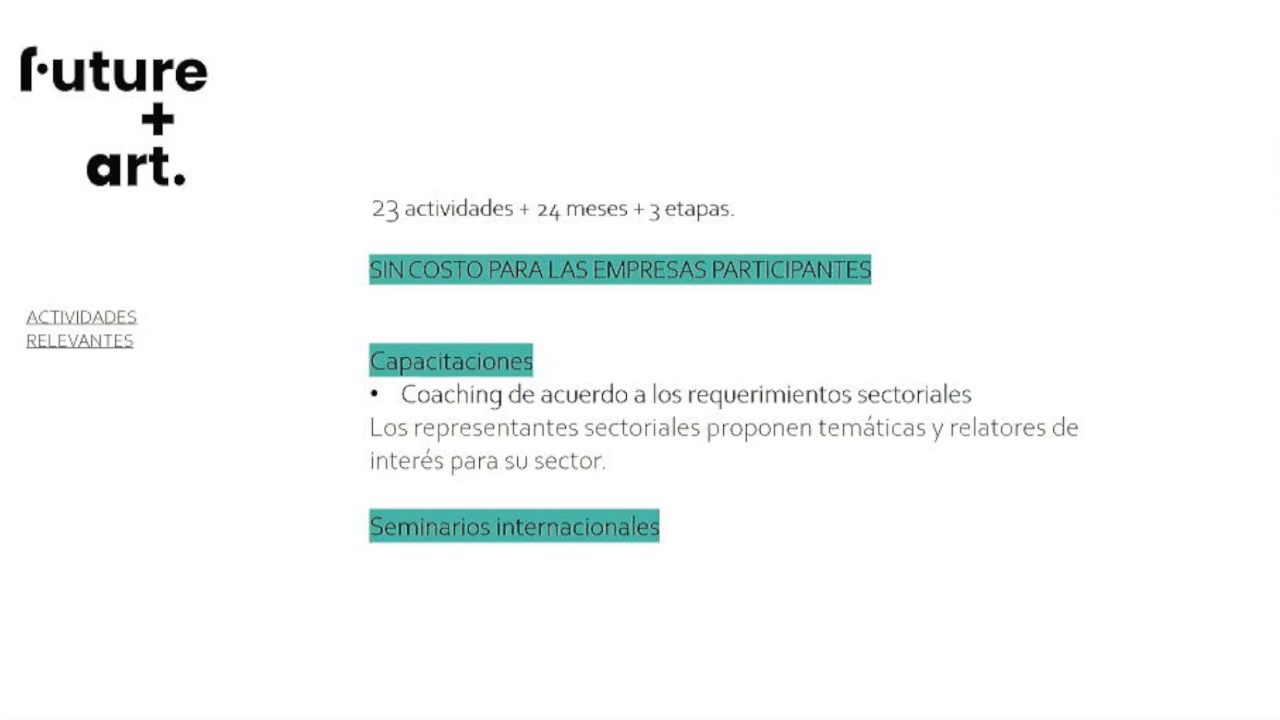 future
+
art.
23 actividades + 24 meses + 3 etapas.
SIN COSTO PARA LAS EMPRESAS PARTICIPANTES
ACTIVIDADES
RELEVANTES
Capacitaciones
• Coaching de acuerdo a los requerimientos sectoriales
Los representantes sectoriales proponen temáticas y relatores de
interés para su sector.
Seminarios internacionales